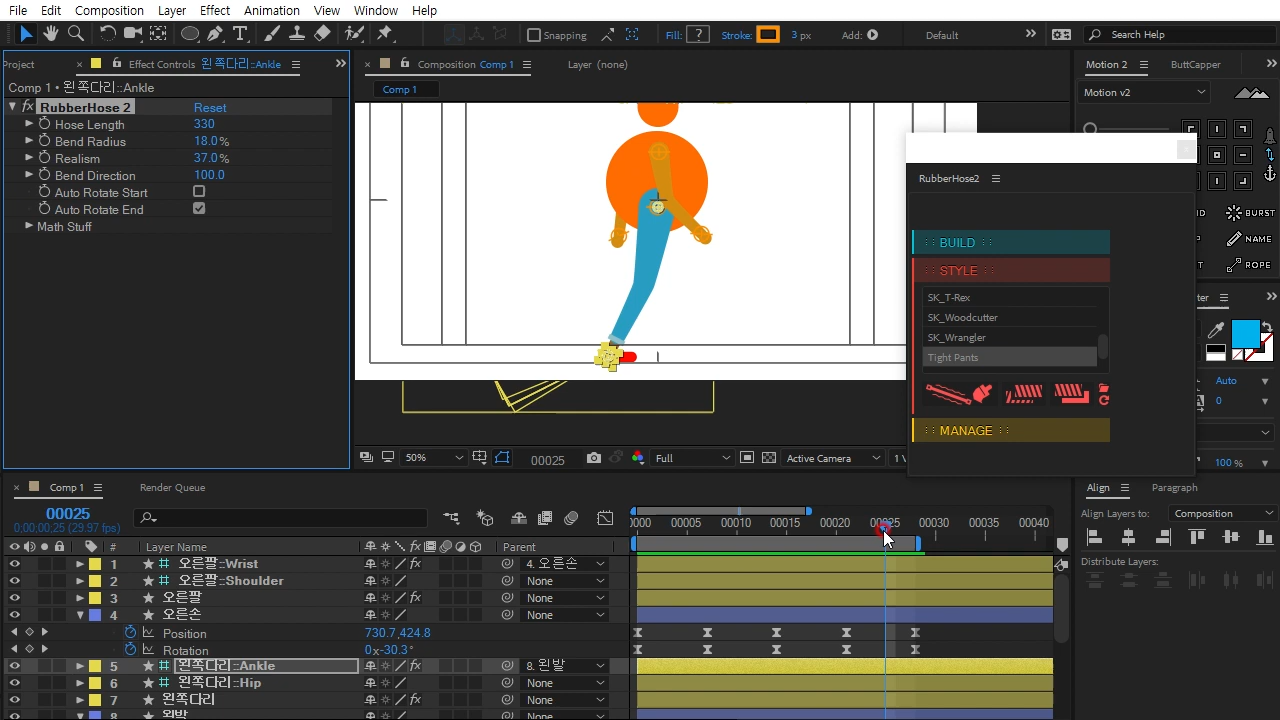 File Edit Composition Layer Effect Animation View Window Help
Snapping Fill: ? Stroke: 3 px Add: Default Search Help
Project × Effect Controls 왼쪽다리::Ankle × Composition Comp 1 Layer (none) Motion 2 ButtCapper
Comp 1 • 왼쪽다리::Ankle Comp 1 Motion v2
fx RubberHose 2 Reset
Hose Length 330
Bend Radius 18.0%
Realism 37.0%
Bend Direction 100.0
Auto Rotate Start
Auto Rotate End
Math Stuff
RubberHose2
BURST
NAME
ROPE
:: BUILD ::
:: STYLE ::
SK_T-Rex
SK_Woodcutter
SK_Wrangler
Tight Pants
:: MANAGE ::
Auto
0
100 %
50% 00025 Full Active Camera
× Comp 1 Render Queue Align Paragraph
00025
0;00;00;25 (29.97 fps)
00005 00010 00015 00020 00025 00030 00035 00040
Align Layers to: Composition
# Layer Name fx Parent
Distribute Layers:
1 오른팔::Wrist fx 4. 오른손
2 오른팔::Shoulder None
3 오른팔 fx None
4 오른손 None
Position 730.7,424.8
Rotation 0x-30.3°
5 왼쪽다리::Ankle fx 8. 왼발
6 왼쪽다리::Hip None
7 왼쪽다리 fx None
8 왼발 None